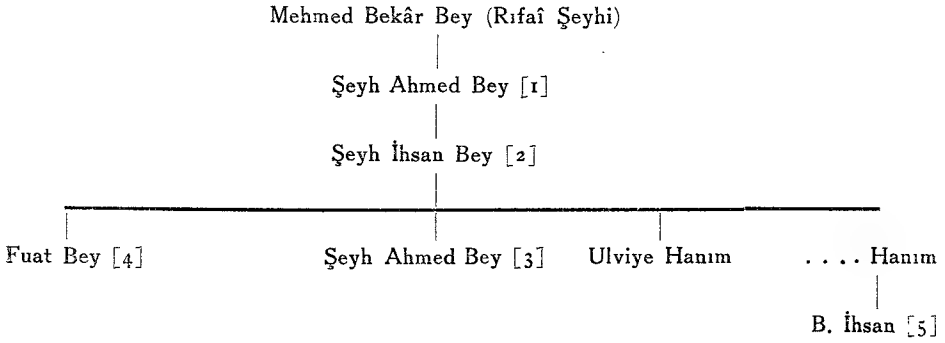 Mehmed Bekâr Bey (Rıfaî Şeyhi)
Şeyh Ahmed Bey [1]
Şeyh İhsan Bey [2]
Fuat Bey [4] Şeyh Ahmed Bey [3] Ulviye Hanım . . . . Hanım
B. İhsan [5]